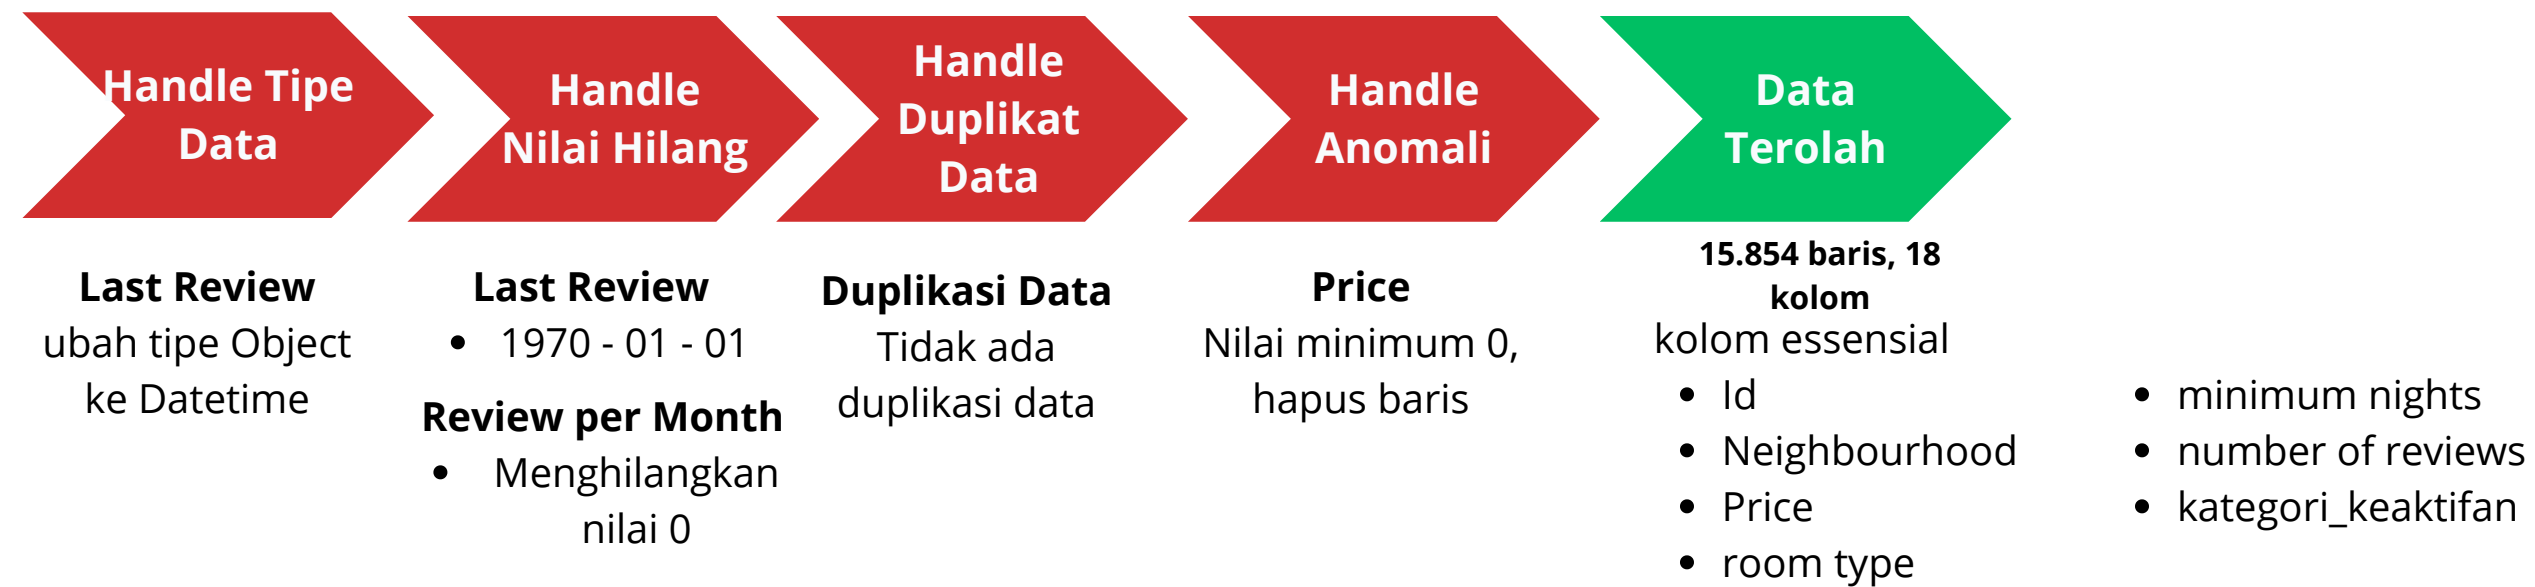 Handle Tipe
Data
Handle
Nilai Hilang
Handle
Duplikat
Data
Handle
Anomali
Data
Terolah
Last Review
ubah tipe Object
ke Datetime
Last Review
• 1970 - 01 - 01
Review per Month
• Menghilangkan
nilai 0
Duplikasi Data
Tidak ada
duplikasi data
Price
Nilai minimum 0,
hapus baris
15.854 baris, 18
kolom
kolom essensial
• Id
• Neighbourhood
• Price
• room type
• minimum nights
• number of reviews
• kategori_keaktifan